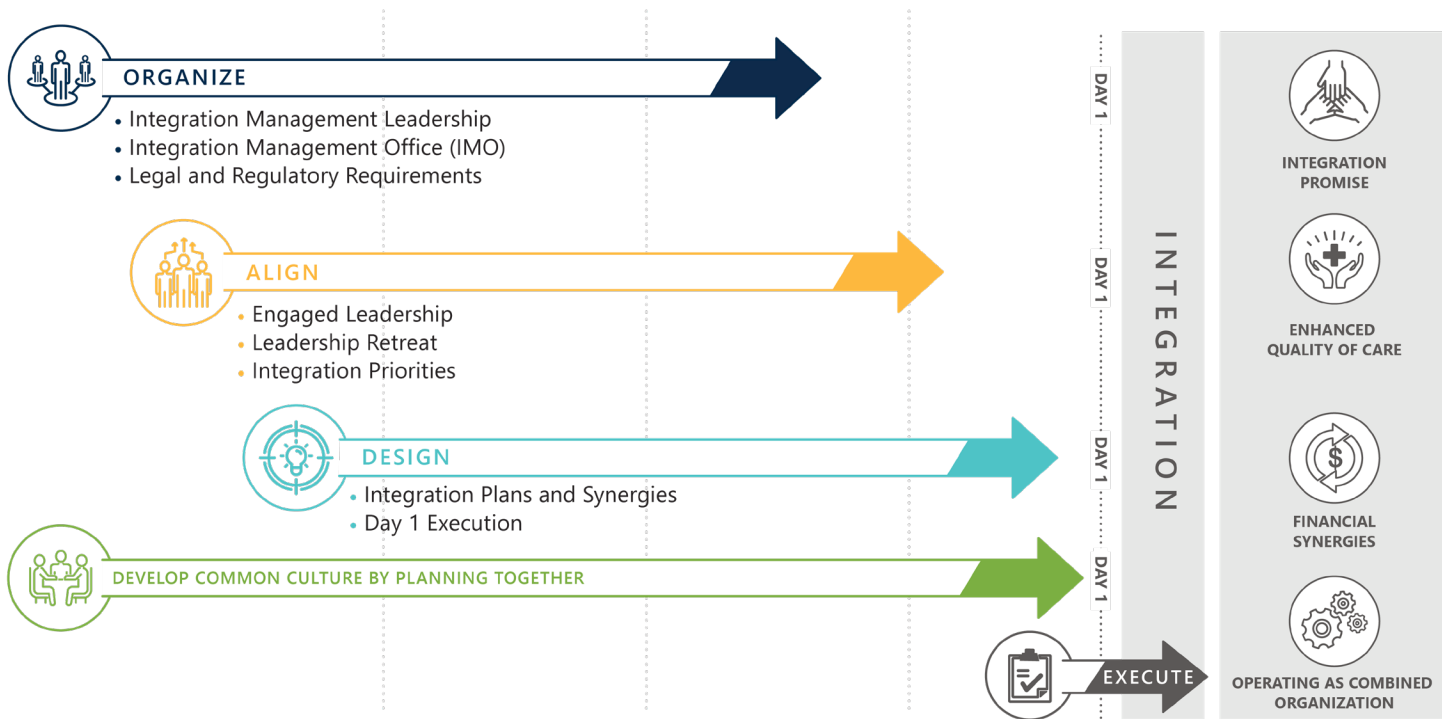 ORGANIZE
• Integration Management Leadership
• Integration Management Office (IMO)
• Legal and Regulatory Requirements
DAY 1
ALIGN
• Engaged Leadership
• Leadership Retreat
• Integration Priorities
DAY 1
DESIGN
• Integration Plans and Synergies
• Day 1 Execution
DAY 1
DEVELOP COMMON CULTURE BY PLANNING TOGETHER
DAY 1
EXECUTE
INTEGRATION
INTEGRATION
PROMISE
ENHANCED
QUALITY OF CARE
$
FINANCIAL
SYNERGIES
OPERATING AS COMBINED
ORGANIZATION